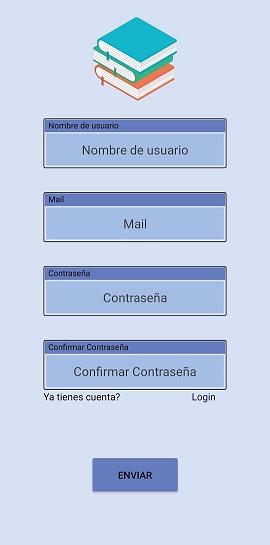 Nombre de usuario
Nombre de usuario
Mail
Mail
Contraseña
Contraseña
Confirmar Contraseña
Confirmar Contraseña
Ya tienes cuenta? Login
ENVIAR